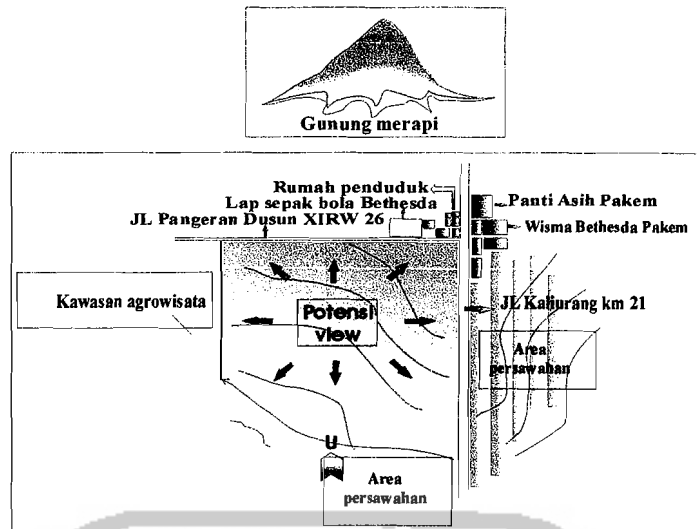 Gunung merapi
Rumah penduduk
Lap sepak bola Bethesda
JL Pangeran Dusun XIRW 26
Panti Asih Pakem
Wisma Bethesda Pakem
Kawasan agrowisata
Potensi
view
JL Kaliurang km 21
Area
persawahan
U
Area
persawahan